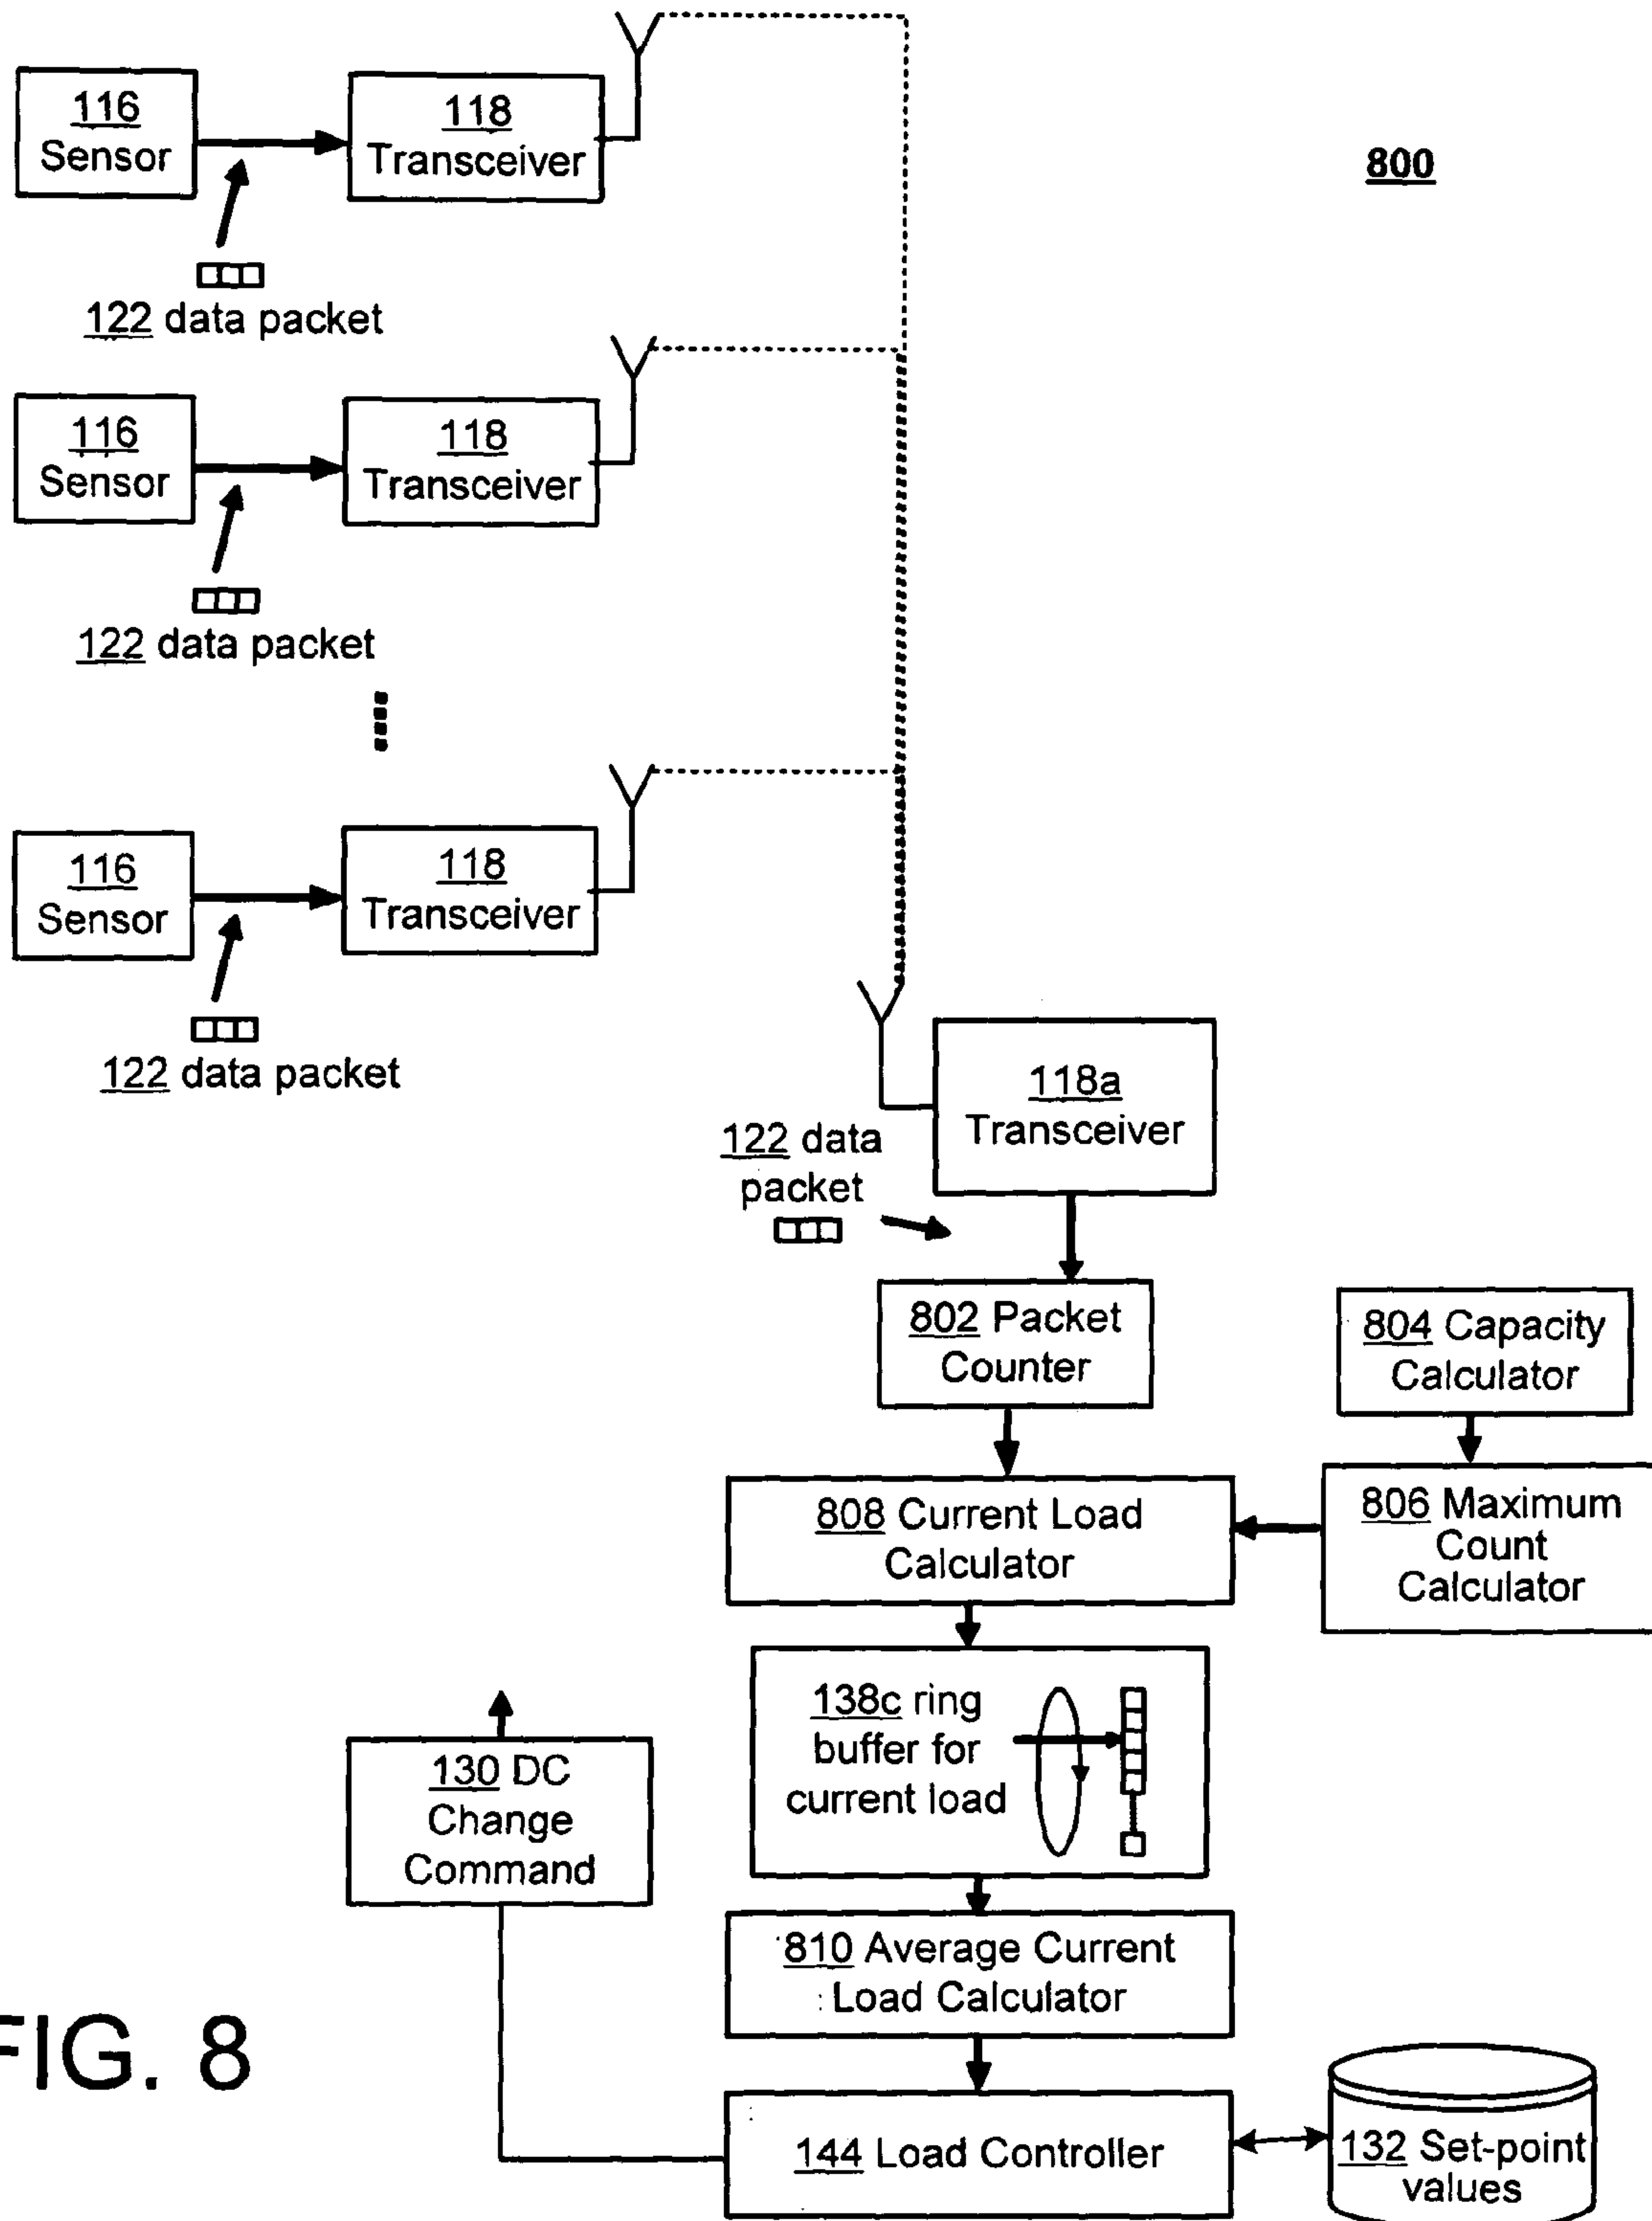 116
Sensor
118
Transceiver
800
122 data packet
116
Sensor
118
Transceiver
122 data packet
116
Sensor
118
Transceiver
122 data packet
118a
Transceiver
122 data
packet
802 Packet
Counter
804 Capacity
Calculator
808 Current Load
Calculator
806 Maximum
Count
Calculator
138c ring
buffer for
current load
130 DC
Change
Command
810 Average Current
Load Calculator
144 Load Controller
132 Set-point
values
FIG. 8